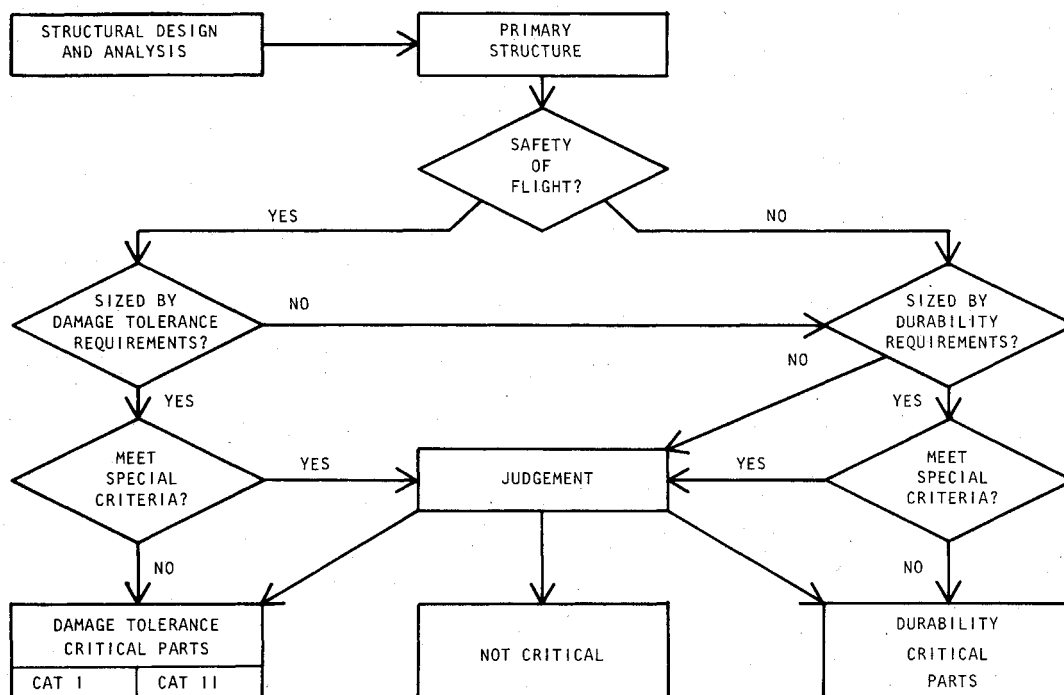 STRUCTURAL DESIGN
AND ANALYSIS
PRIMARY
STRUCTURE
SAFETY
OF
FLIGHT?
YES
NO
SIZED BY
DAMAGE TOLERANCE
REQUIREMENTS?
NO
SIZED BY
DURABILITY
REQUIREMENTS?
NO
YES
YES
MEET
SPECIAL
CRITERIA?
YES
JUDGEMENT
YES
MEET
SPECIAL
CRITERIA?
NO
NO
DAMAGE TOLERANCE
CRITICAL PARTS
CAT I
CAT II
NOT CRITICAL
DURABILITY
CRITICAL
PARTS